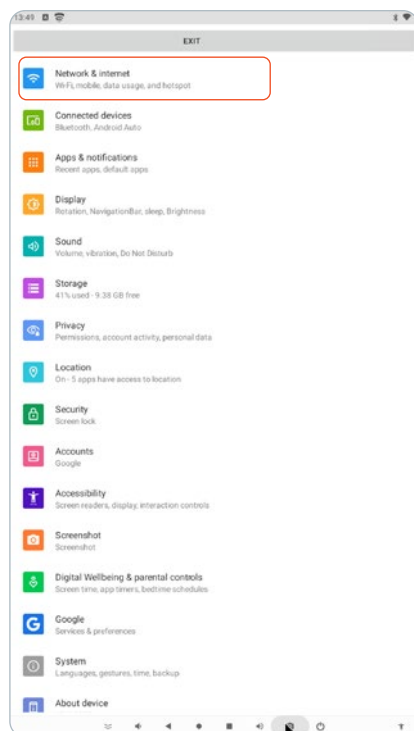 13:49
EXIT
Network & internet
Wi-Fi, mobile, data usage, and hotspot
Connected devices
Bluetooth, Android Auto
Apps & notifications
Recent apps, default apps
Display
Rotation, NavigationBar, sleep, Brightness
Sound
Volume, vibration, Do Not Disturb
Storage
41% used - 9.38 GB free
Privacy
Permissions, account activity, personal data
Location
On - 5 apps have access to location
Security
Screen lock
Accounts
Google
Accessibility
Screen readers, display, interaction controls
Screenshot
Screenshot
Digital Wellbeing & parental controls
Screen time, app timers, bedtime schedules
Google
Services & preferences
System
Languages, gestures, time, backup
About device